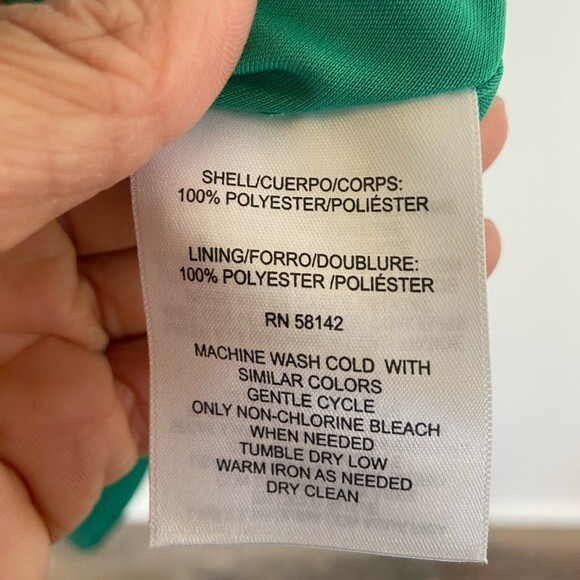 SHELL/CUERPO/CORPS:
100% POLYESTER/POLIÉSTER
LINING/FORRO/DOUBLURE:
100% POLYESTER /POLIÉSTER
RN 58142
MACHINE WASH COLD WITH
SIMILAR COLORS
GENTLE CYCLE
ONLY NON-CHLORINE BLEACH
WHEN NEEDED
TUMBLE DRY LOW
WARM IRON AS NEEDED
DRY CLEAN